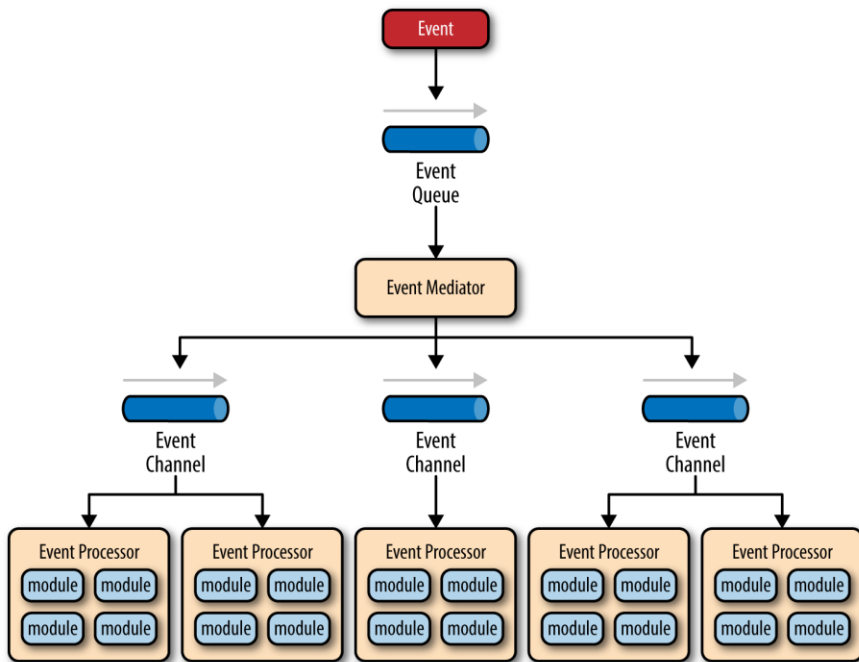 Event
Event
Queue
Event Mediator
Event
Channel
Event
Channel
Event
Channel
Event Processor
module module
module module
Event Processor
module module
module module
Event Processor
module module
module module
Event Processor
module module
module module
Event Processor
module module
module module